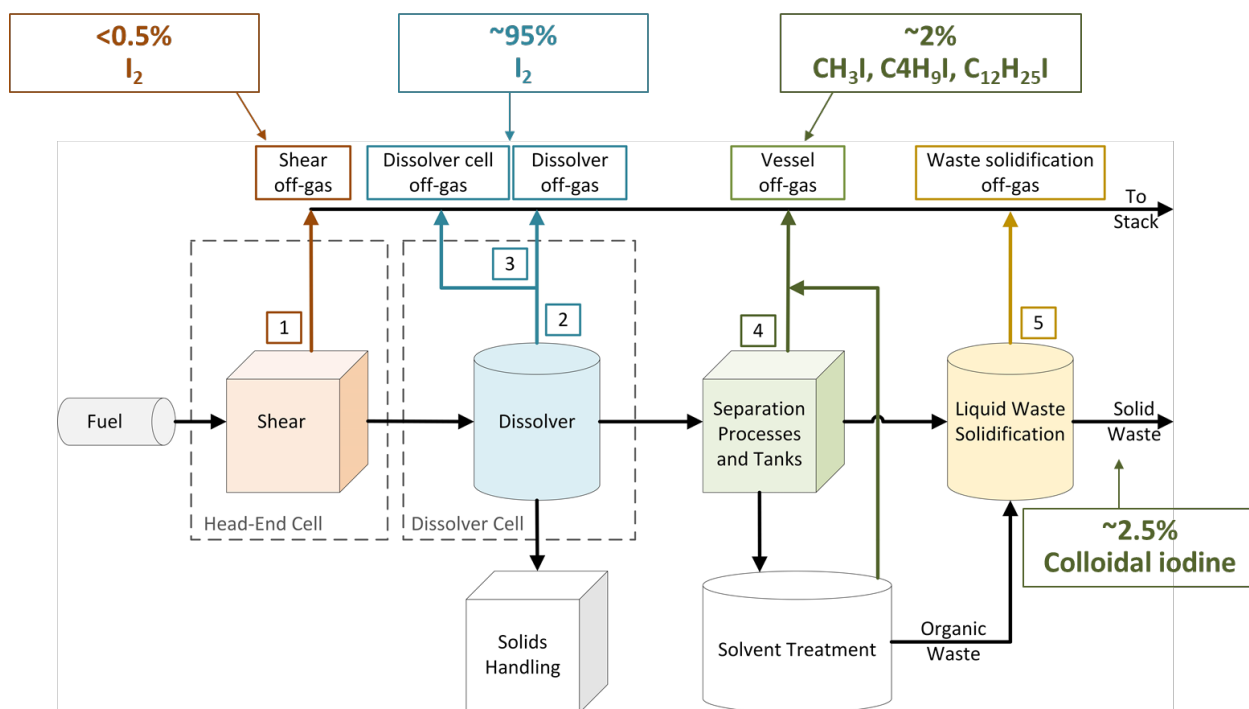 <0.5%
I₂
~95%
I₂
~2%
CH₃I, C4H₉I, C₁₂H₂₅I
Shear
off-gas
Dissolver cell
off-gas
Dissolver
off-gas
Vessel
off-gas
Waste solidification
off-gas
To
Stack
1
3
2
4
5
Fuel
Shear
Dissolver
Separation
Processes
and Tanks
Liquid Waste
Solidification
Solid
Waste
Head-End Cell
Dissolver Cell
~2.5%
Colloidal iodine
Solids
Handling
Solvent Treatment
Organic
Waste